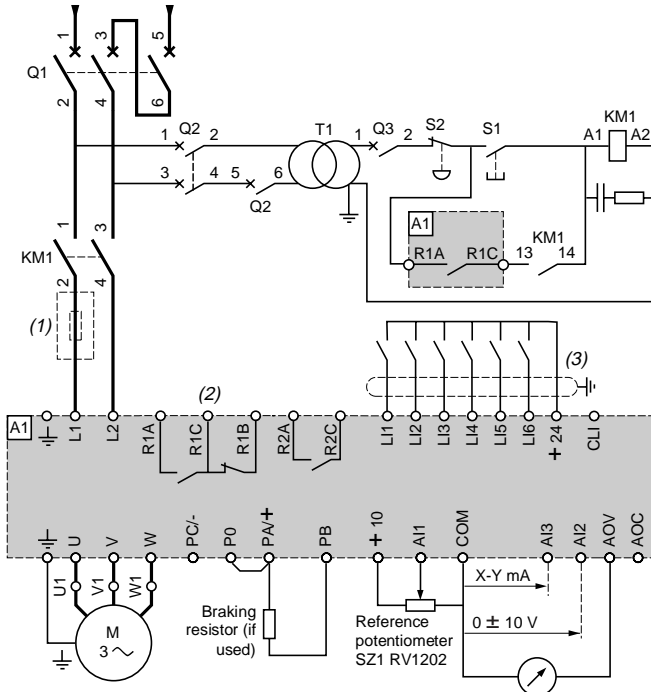 1 3 5
Q1
2 4 6
1 Q2 2 T1 1 Q3 2 S2 S1 KM1
A1 A2
3 4 5 6
Q2
A1
R1A R1C 13 KM1 14
1 3
KM1
2 4
(1)
(2)
(3)
A1
L1 L2 R1A R1C R1B R2A R2C LI1 LI2 LI3 LI4 LI5 LI6 + 24 CLI
U V W PC/- P0 PA/+ PB + 10 AI1 COM AI3 AI2 AOV AOC
U1 V1 W1
M
3
Braking
resistor (if
used)
Reference
potentiometer
SZ1 RV1202
X-Y mA
0 ± 10 V